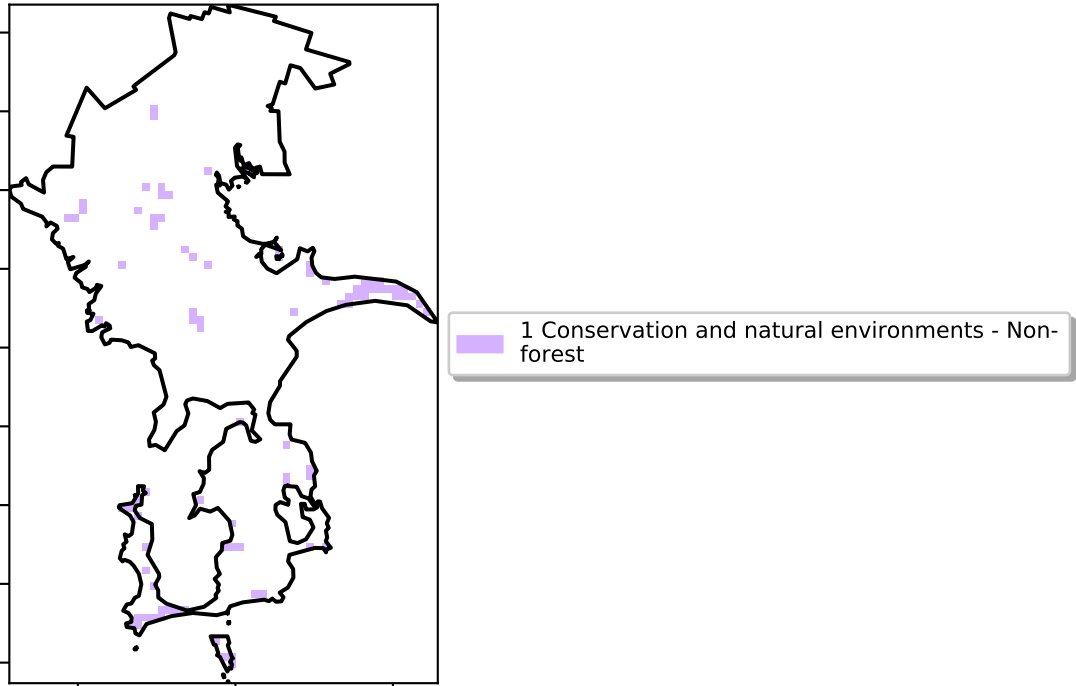 1 Conservation and natural environments - Non-
forest